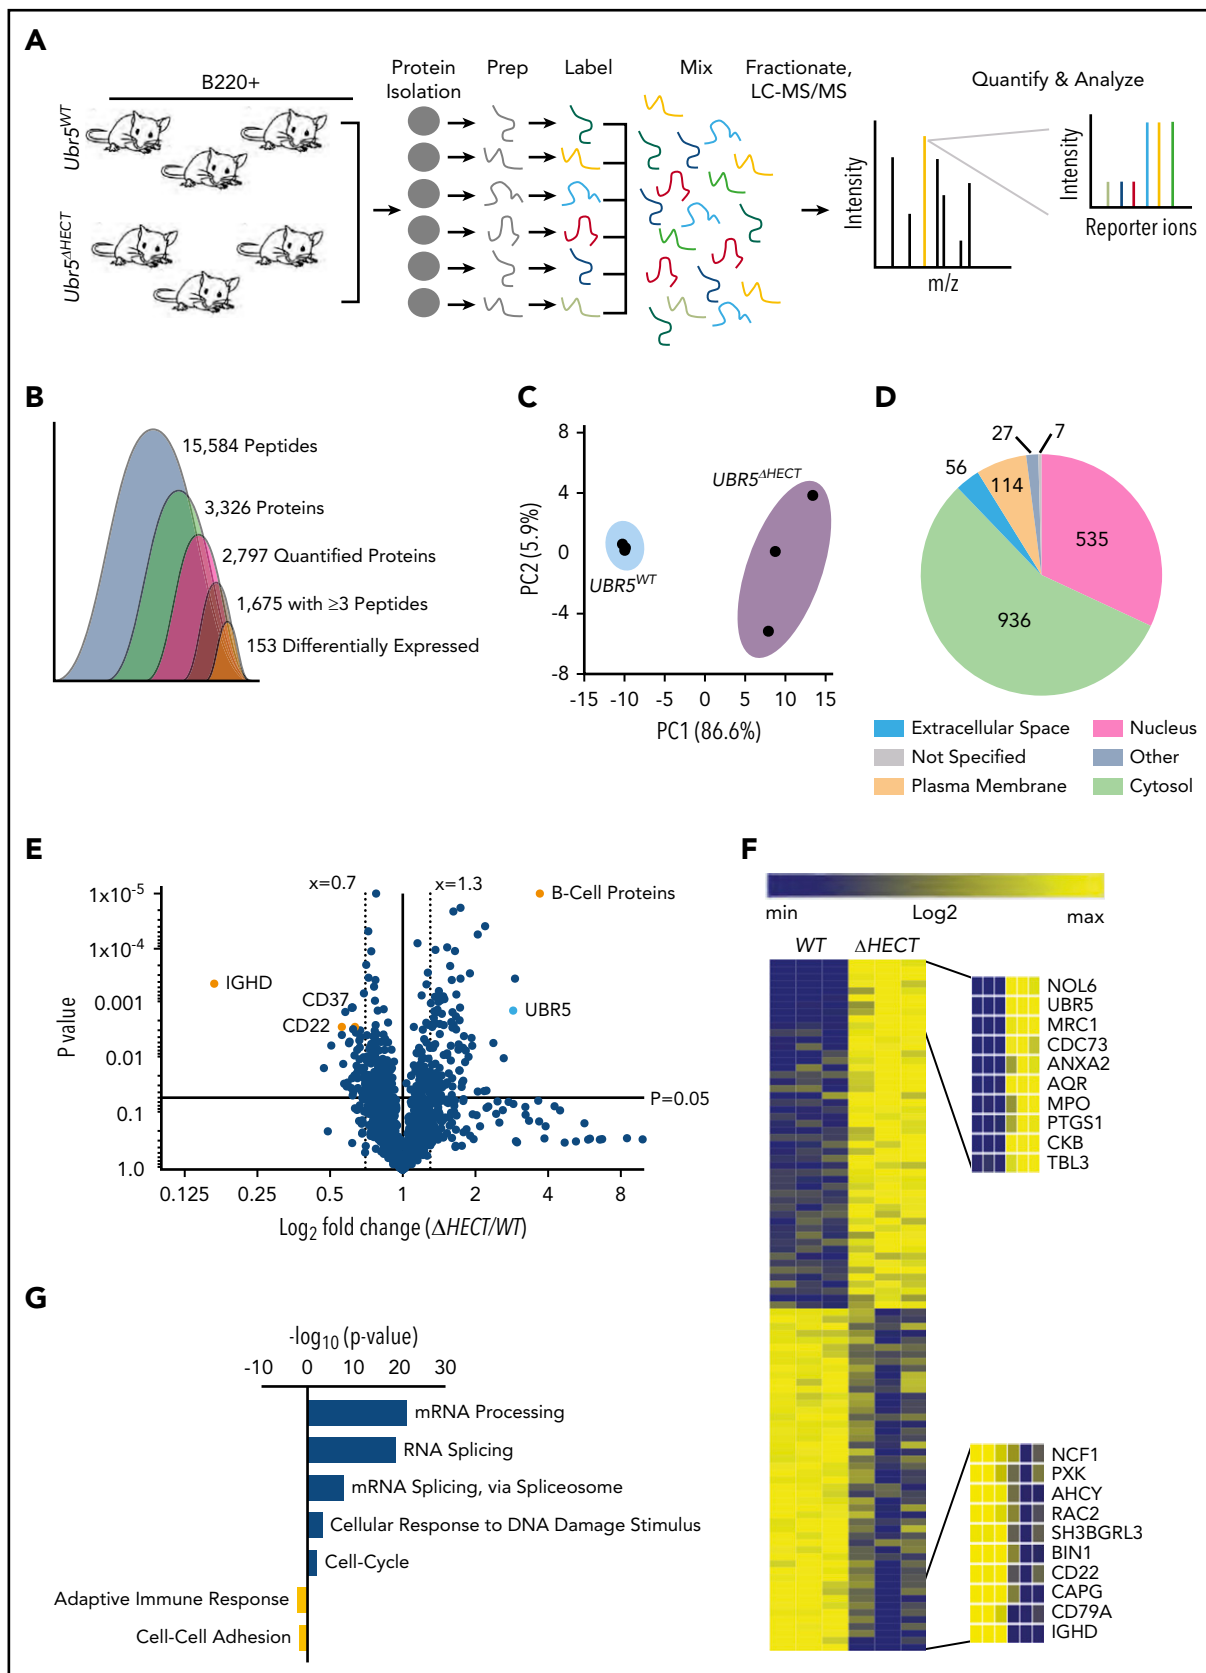 A
B220+
Ubr5WT
Ubr5ΔHECT
Protein
Isolation
Prep
Label
Mix
Fractionate,
LC-MS/MS
Quantify & Analyze
Intensity
m/z
Intensity
Reporter ions
B
15,584 Peptides
3,326 Proteins
2,797 Quantified Proteins
1,675 with ≥3 Peptides
153 Differentially Expressed
C
8
4
0
-4
-8
PC2 (5.9%)
UBR5ΔHECT
UBR5WT
-15 -10 -5 0 5 10 15
PC1 (86.6%)
D
27
7
56
114
535
936
Extracellular Space
Nucleus
Not Specified
Other
Plasma Membrane
Cytosol
E
x=0.7
x=1.3
B-Cell Proteins
1x10-5
1x10-4
0.001
0.01
0.1
1.0
P value
IGHD
CD37
CD22
UBR5
P=0.05
0.125 0.25 0.5 1 2 4 8
Log2 fold change (ΔHECT/WT)
F
min
Log2
max
WT
ΔHECT
NOL6
UBR5
MRC1
CDC73
ANXA2
AQR
MPO
PTGS1
CKB
TBL3
NCF1
PXK
AHCY
RAC2
SH3BGRL3
BIN1
CD22
CAPG
CD79A
IGHD
G
-log10 (p-value)
-10 0 10 20 30
mRNA Processing
RNA Splicing
mRNA Splicing, via Spliceosome
Cellular Response to DNA Damage Stimulus
Cell-Cycle
Adaptive Immune Response
Cell-Cell Adhesion